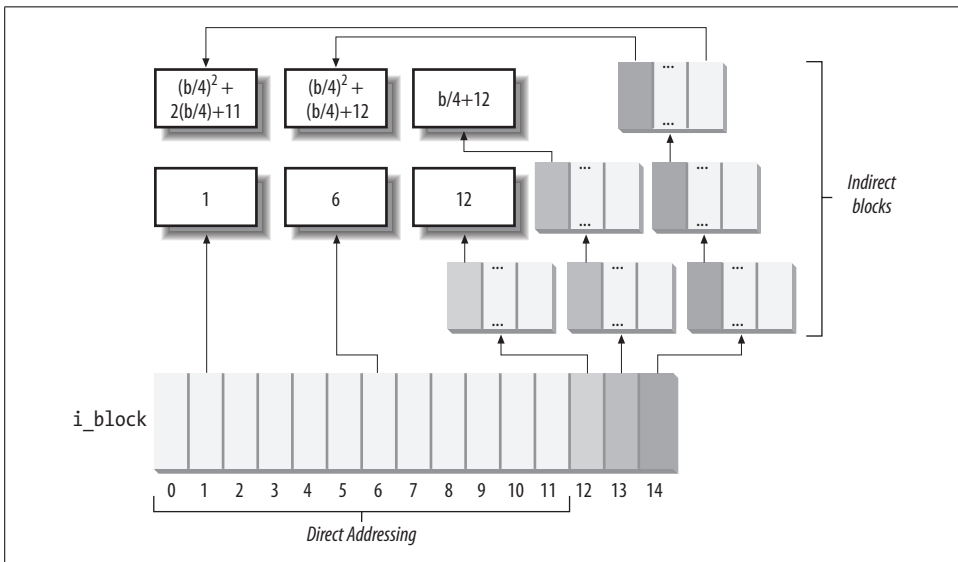 (b/4)² +
2(b/4)+11
(b/4)² +
(b/4)+12
b/4+12
...
...
1
6
12
...
...
...
...
Indirect
blocks
...
...
...
...
...
...
i_block
0 1 2 3 4 5 6 7 8 9 10 11 12 13 14
Direct Addressing